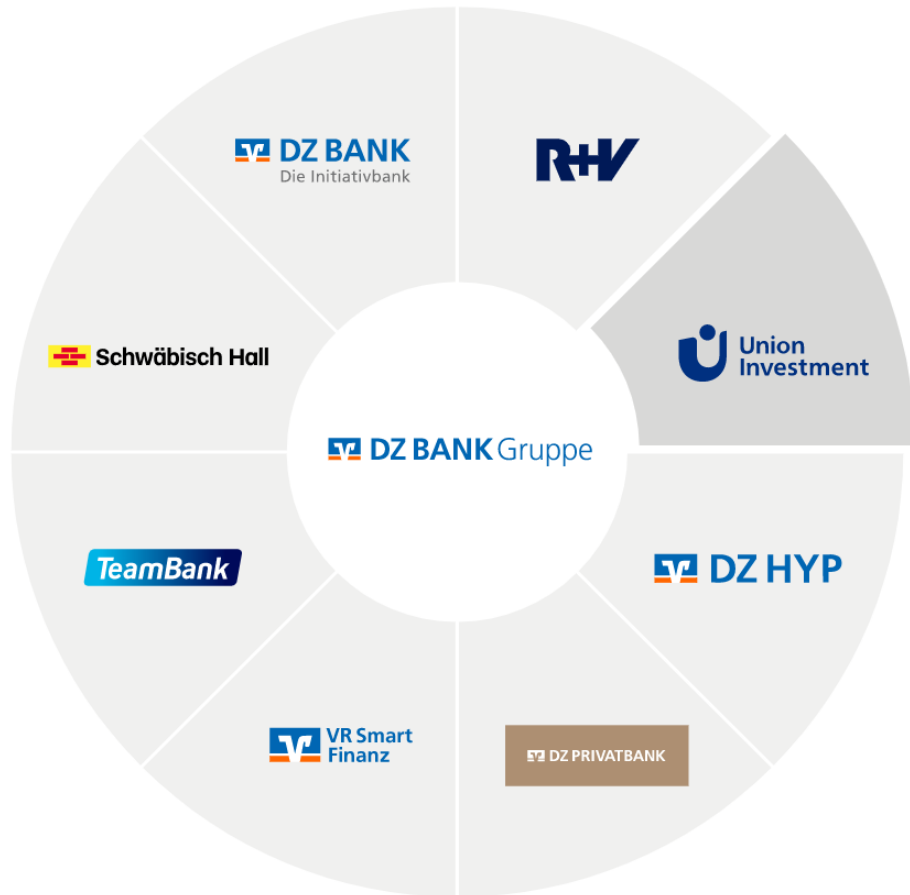 DZ BANK
Die Initiativbank
R+V
Schwäbisch Hall
Union
Investment
DZ BANK Gruppe
TeamBank
DZ HYP
VR Smart
Finanz
DZ PRIVATBANK